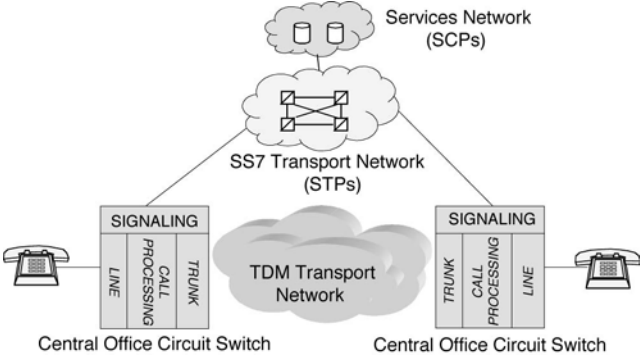 Services Network
(SCPs)
SS7 Transport Network
(STPs)
SIGNALING
LINE
CALL
PROCESSING
TRUNK
TDM Transport
Network
SIGNALING
TRUNK
CALL
PROCESSING
LINE
Central Office Circuit Switch
Central Office Circuit Switch